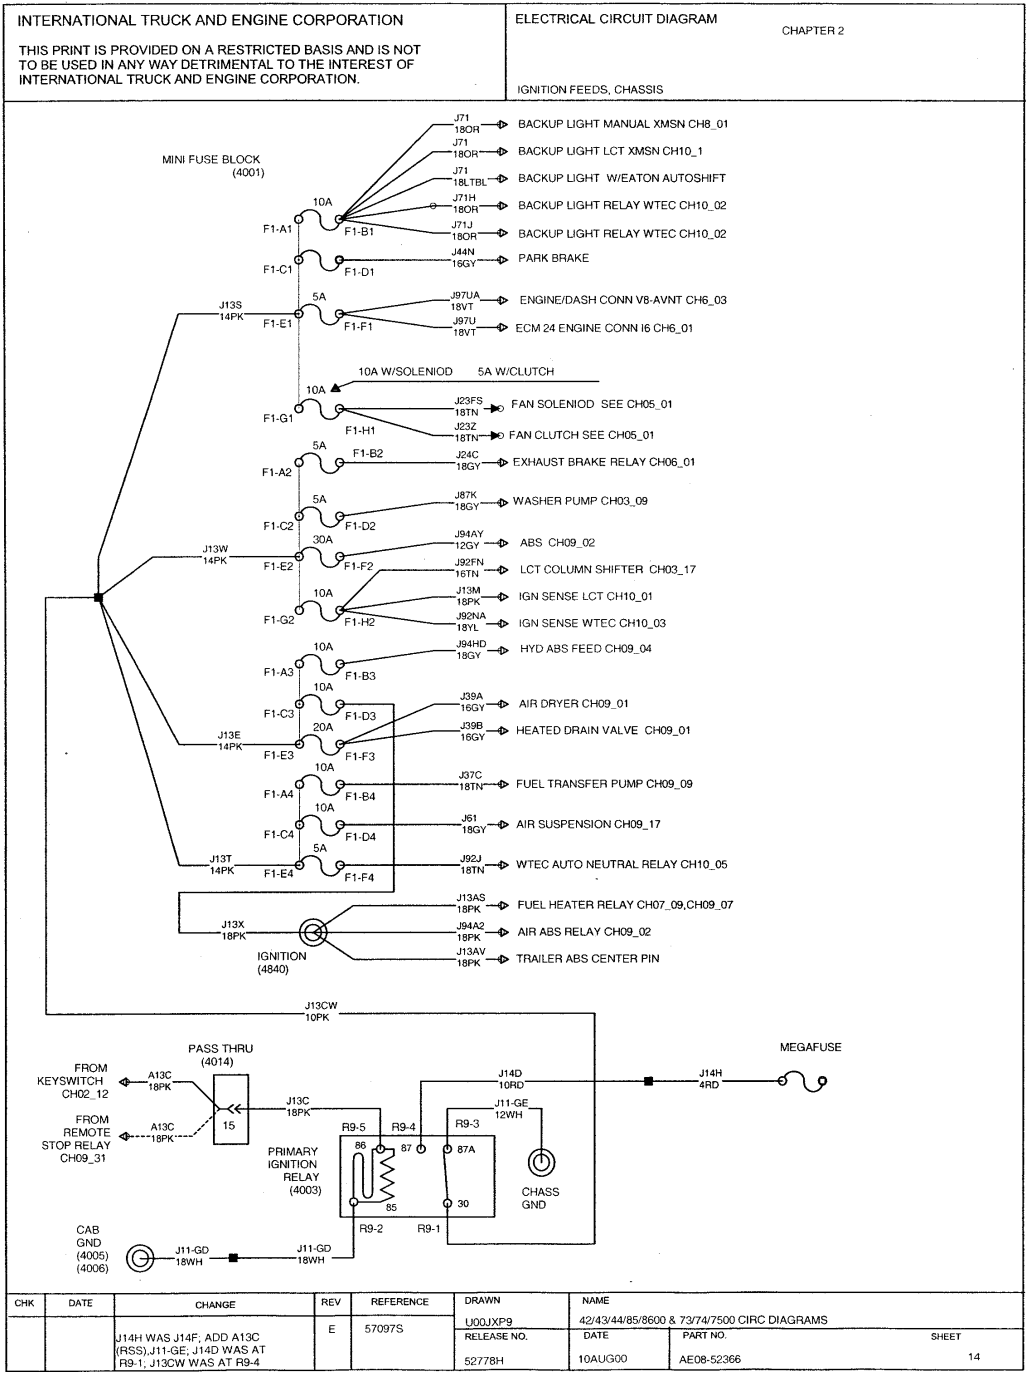 INTERNATIONAL TRUCK AND ENGINE CORPORATION
THIS PRINT IS PROVIDED ON A RESTRICTED BASIS AND IS NOT
TO BE USED IN ANY WAY DETRIMENTAL TO THE INTEREST OF
INTERNATIONAL TRUCK AND ENGINE CORPORATION.
ELECTRICAL CIRCUIT DIAGRAM
CHAPTER 2
IGNITION FEEDS, CHASSIS
MINI FUSE BLOCK
(4001)
J71
18OR
BACKUP LIGHT MANUAL XMSN CH8_01
J71
18OR
BACKUP LIGHT LCT XMSN CH10_1
J71
18LTBL
BACKUP LIGHT W/EATON AUTOSHIFT
10A
F1-A1
F1-B1
J71H
18OR
BACKUP LIGHT RELAY WTEC CH10_02
J71J
18OR
BACKUP LIGHT RELAY WTEC CH10_02
F1-C1
F1-D1
J44N
16GY
PARK BRAKE
J13S
14PK
5A
F1-E1
F1-F1
J97UA
18VT
ENGINE/DASH CONN V8-AVNT CH6_03
J97U
18VT
ECM 24 ENGINE CONN I6 CH6_01
10A W/SOLENIOD 5A W/CLUTCH
10A
F1-G1
F1-H1
J23FS
18TN
FAN SOLENIOD SEE CH05_01
J23Z
18TN
FAN CLUTCH SEE CH05_01
5A
F1-A2
F1-B2
J24C
18GY
EXHAUST BRAKE RELAY CH06_01
5A
F1-C2
F1-D2
J87K
18GY
WASHER PUMP CH03_09
J13W
14PK
30A
F1-E2
F1-F2
J94AY
12GY
ABS CH09_02
J92FN
16TN
LCT COLUMN SHIFTER CH03_17
10A
F1-G2
F1-H2
J13M
18PK
IGN SENSE LCT CH10_01
J92NA
18YL
IGN SENSE WTEC CH10_03
10A
F1-A3
F1-B3
J94HD
18GY
HYD ABS FEED CH09_04
10A
F1-C3
F1-D3
J39A
16GY
AIR DRYER CH09_01
J13E
14PK
20A
F1-E3
F1-F3
J39B
16GY
HEATED DRAIN VALVE CH09_01
10A
F1-A4
F1-B4
J37C
18TN
FUEL TRANSFER PUMP CH09_09
10A
F1-C4
F1-D4
J61
18GY
AIR SUSPENSION CH09_17
J13T
14PK
5A
F1-E4
F1-F4
J92J
18TN
WTEC AUTO NEUTRAL RELAY CH10_05
J13AS
18PK
FUEL HEATER RELAY CH07_09,CH09_07
J13X
18PK
J94A2
18PK
AIR ABS RELAY CH09_02
IGNITION
(4840)
J13AV
18PK
TRAILER ABS CENTER PIN
J13CW
10PK
PASS THRU
(4014)
MEGAFUSE
FROM
KEYSWITCH
CH02_12
A13C
18PK
J14D
10RD
J14H
4RD
FROM
REMOTE
STOP RELAY
CH09_31
A13C
18PK
15
J13C
18PK
J11-GE
12WH
R9-5
R9-4
R9-3
PRIMARY
IGNITION
RELAY
(4003)
86
87
87A
85
30
CHASS
GND
R9-2
R9-1
CAB
GND
(4005)
(4006)
J11-GD
18WH
J11-GD
18WH
CHK
DATE
CHANGE
REV
REFERENCE
DRAWN
NAME
J14H WAS J14F; ADD A13C
(RSS),J11-GE; J14D WAS AT
R9-1; J13CW WAS AT R9-4
E
57097S
U00JXP9
42/43/44/85/8600 & 73/74/7500 CIRC DIAGRAMS
RELEASE NO.
DATE
PART NO.
SHEET
52778H
10AUG00
AE08-52366
14